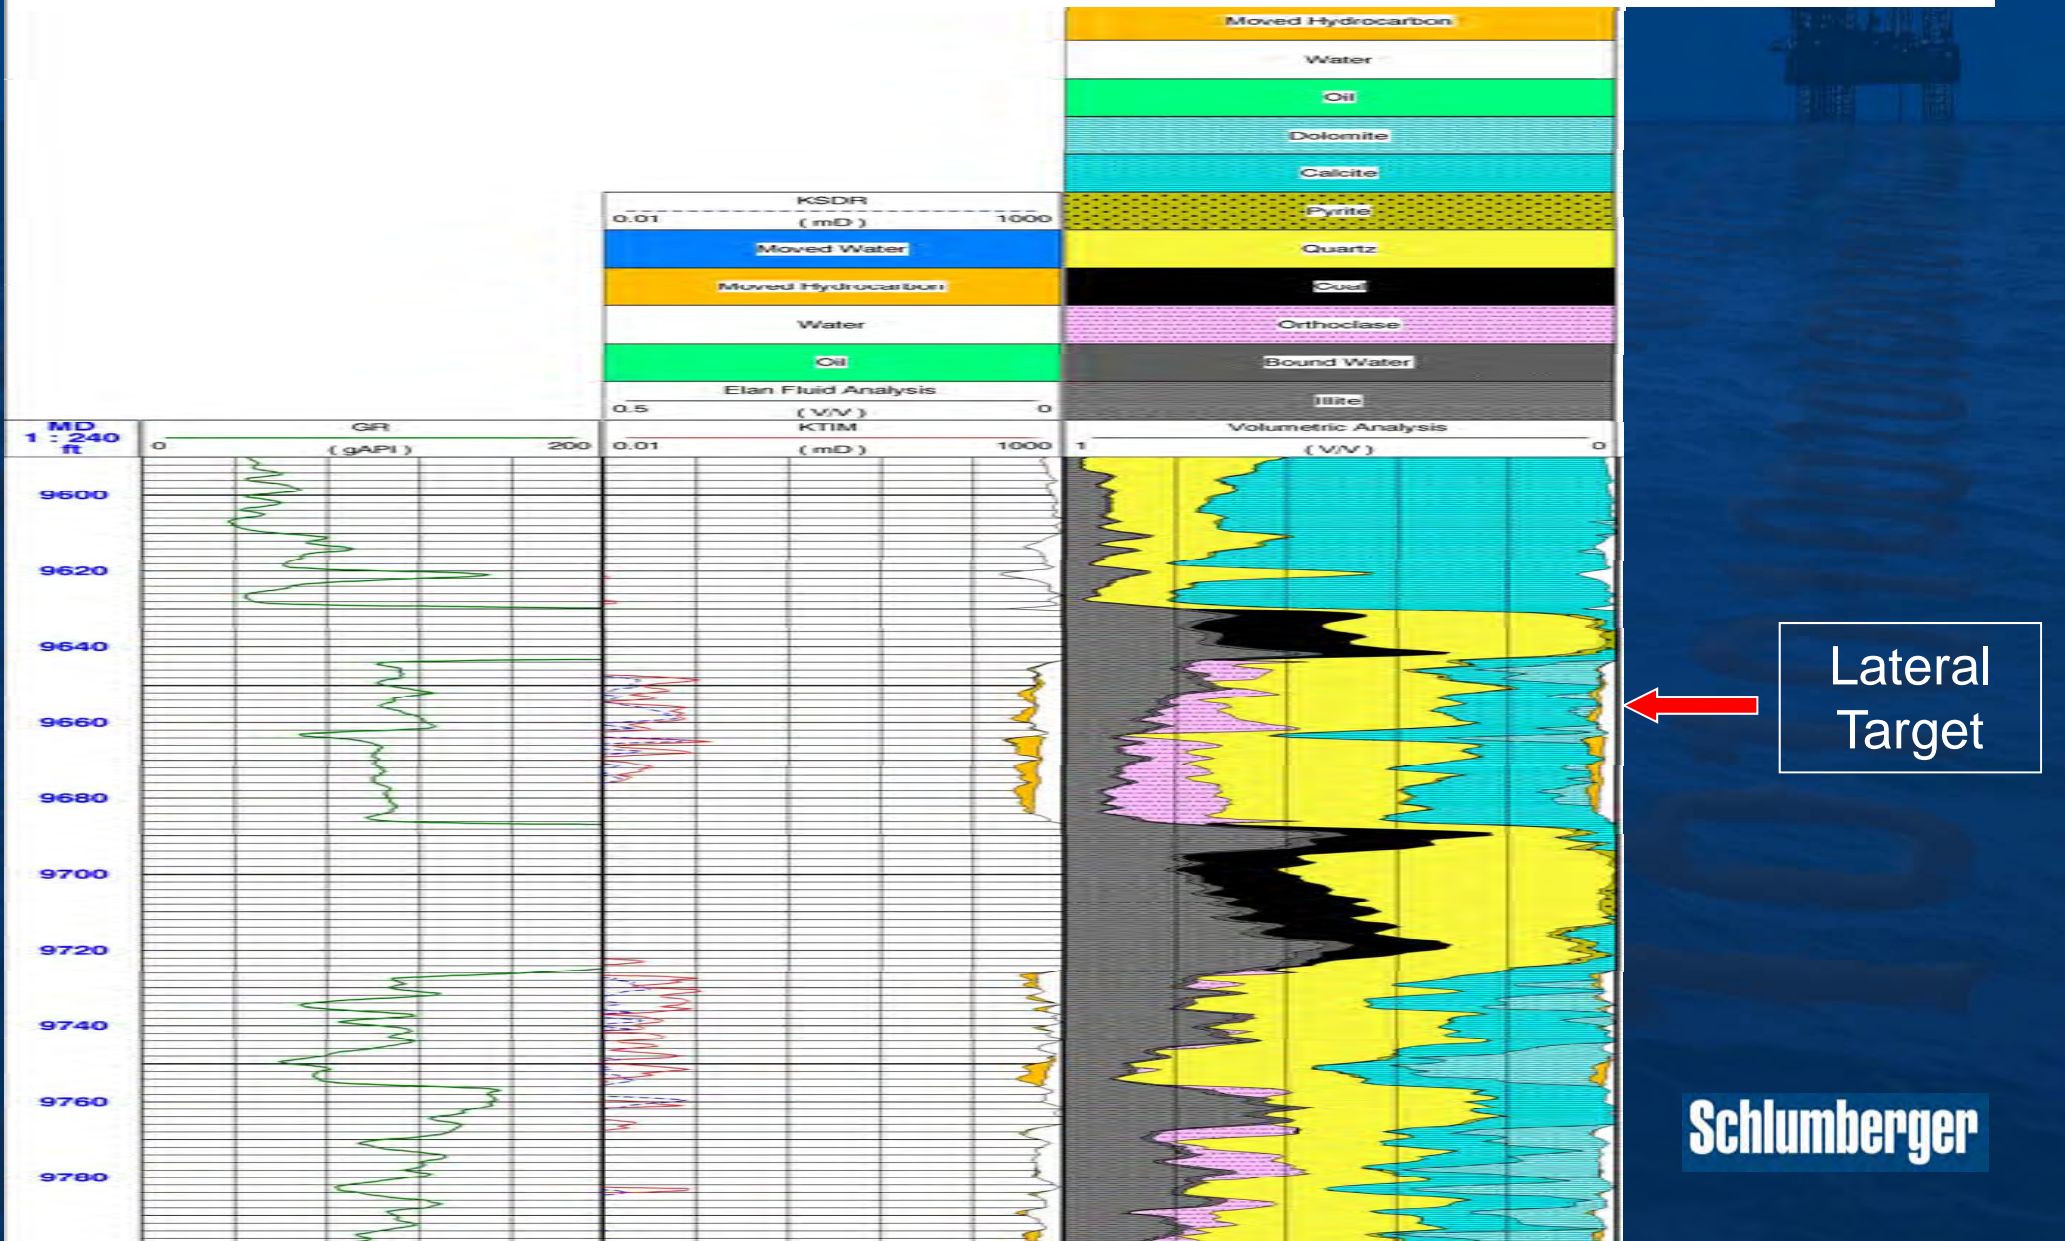 Moved Hydrocarbon
Water
Oil
Dolomite
Calcite
Pyrite
Quartz
Coal
Orthoclase
Bound Water
Illite
KSDR
0.01 ( mD ) 1000
Moved Water
Moved Hydrocarbon
Water
Oil
Elan Fluid Analysis
0.5 ( V/V ) 0
MD
1 : 240
ft
GR
0 ( gAPI ) 200
KTIM
0.01 ( mD ) 1000
Volumetric Analysis
1 ( V/V ) 0
9600
9620
9640
9660
9680
9700
9720
9740
9760
9780
Lateral
Target
Schlumberger